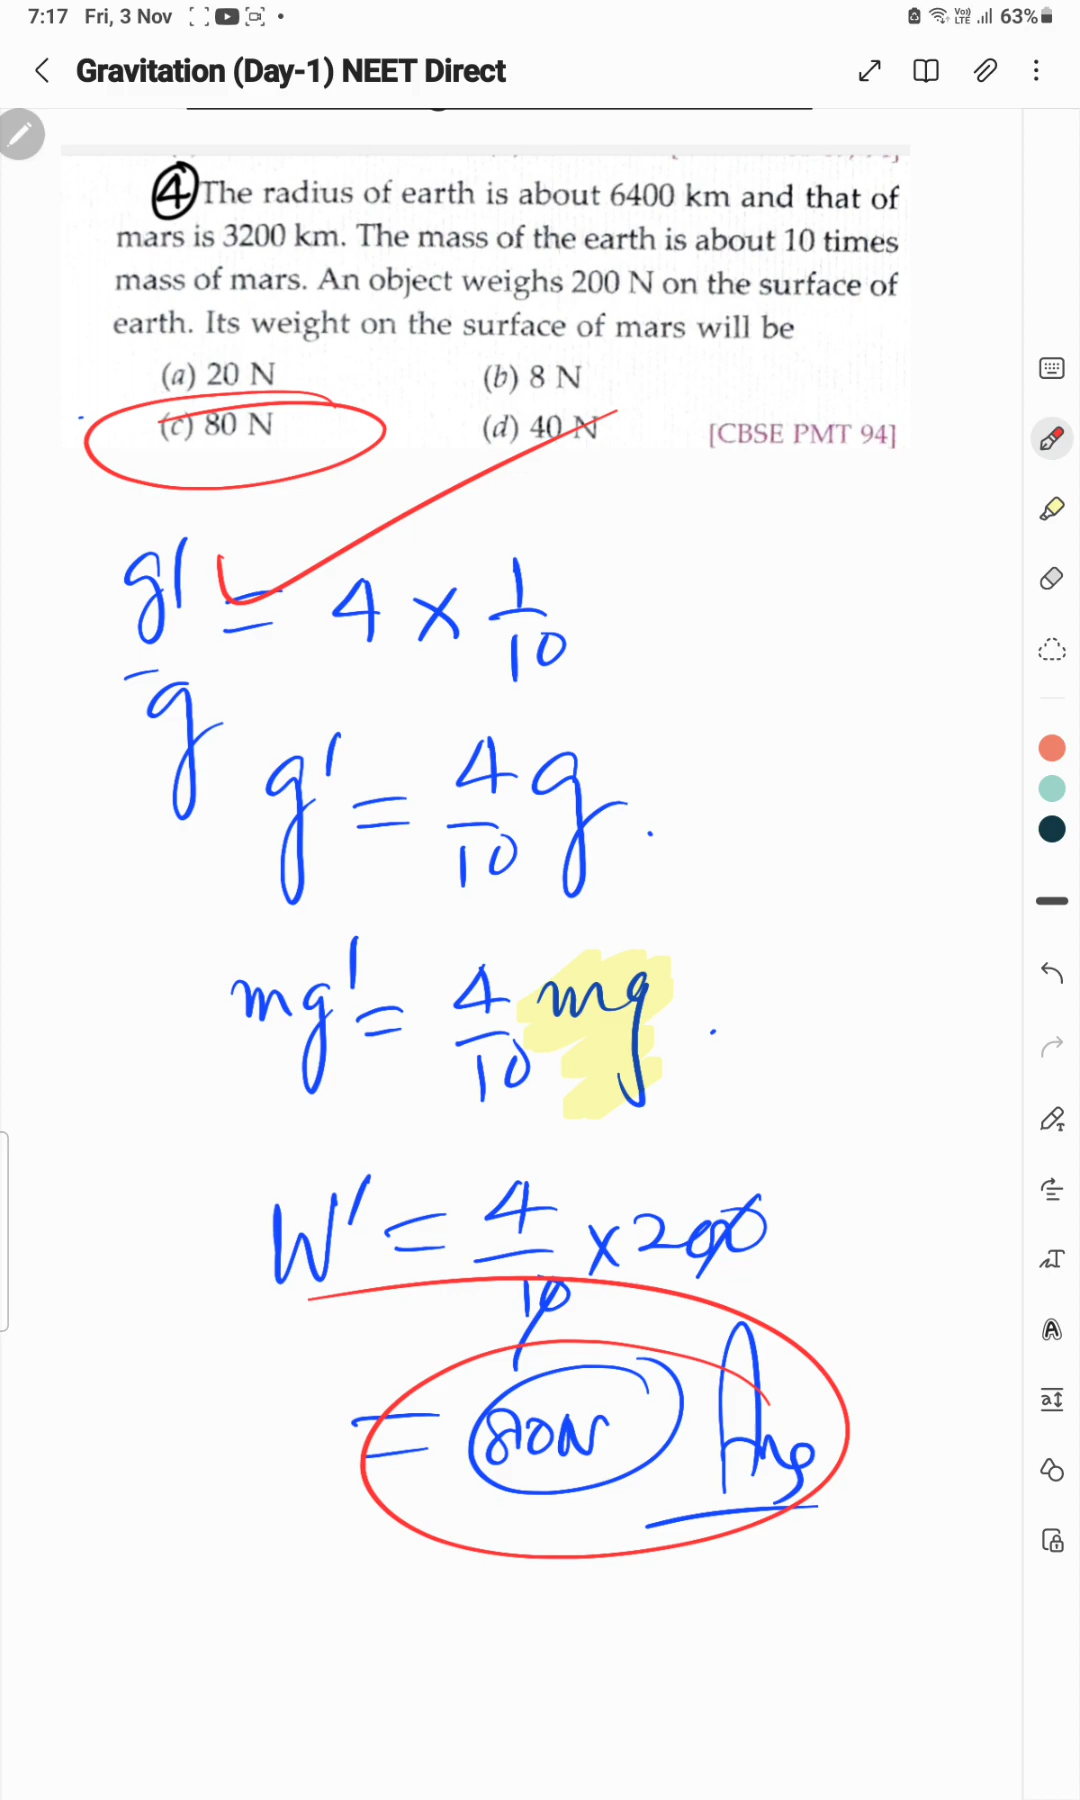 7:17 Fri, 3 Nov
Vo)) LTE 63%
Gravitation (Day-1) NEET Direct
4 The radius of earth is about 6400 km and that of
mars is 3200 km. The mass of the earth is about 10 times
mass of mars. An object weighs 200 N on the surface of
earth. Its weight on the surface of mars will be
(a) 20 N (b) 8 N
(c) 80 N (d) 40 N [CBSE PMT 94]
g'/g = 4 × 1/10
g' = 4/10 g.
mg' = 4/10 mg.
W' = 4/10 × 200
= 80N Ans